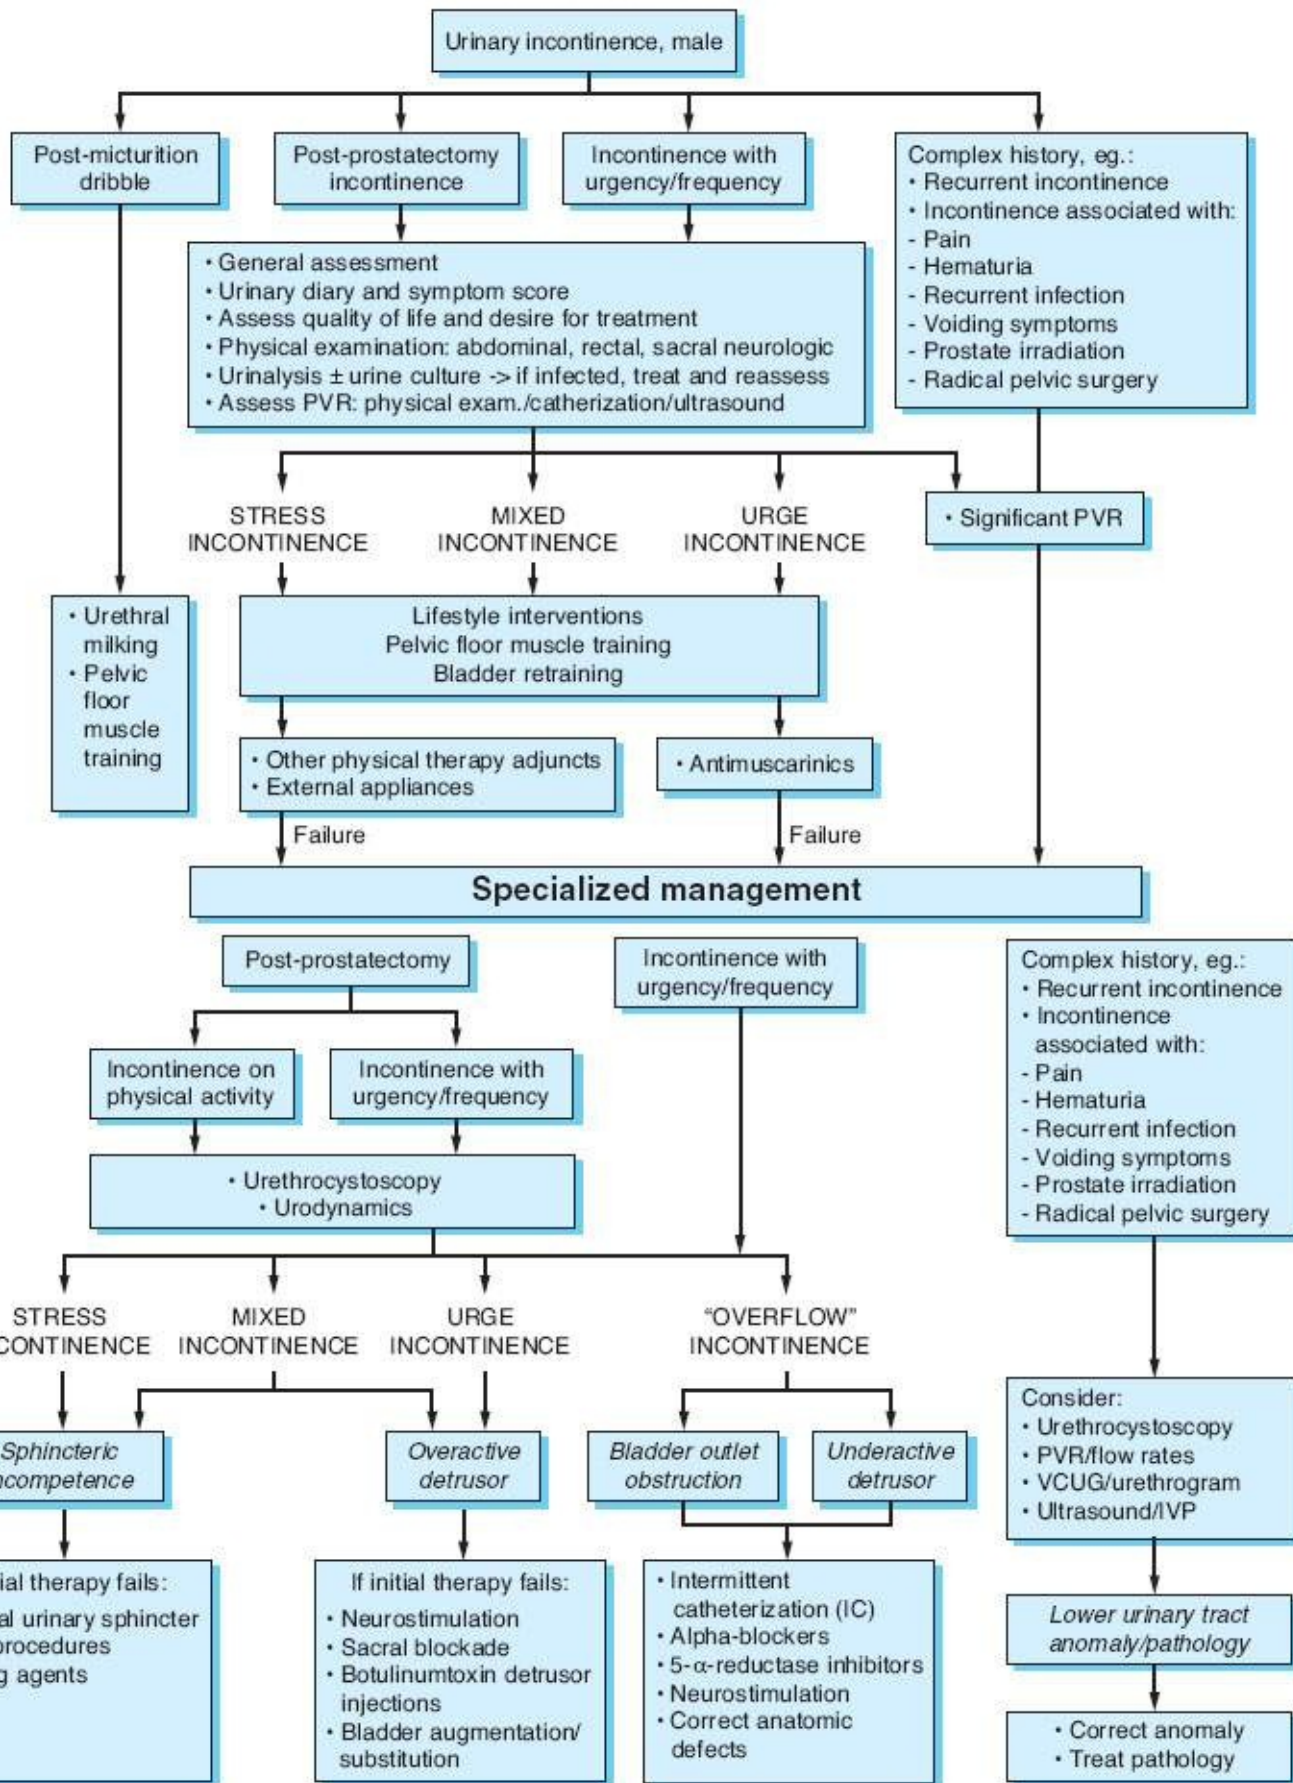 Urinary incontinence, male
Post-micturition
dribble
Post-prostatectomy
incontinence
Incontinence with
urgency/frequency
Complex history, eg.:
• Recurrent incontinence
• Incontinence associated with:
- Pain
- Hematuria
- Recurrent infection
- Voiding symptoms
- Prostate irradiation
- Radical pelvic surgery
• General assessment
• Urinary diary and symptom score
• Assess quality of life and desire for treatment
• Physical examination: abdominal, rectal, sacral neurologic
• Urinalysis ± urine culture -> if infected, treat and reassess
• Assess PVR: physical exam./catherization/ultrasound
STRESS
INCONTINENCE
MIXED
INCONTINENCE
URGE
INCONTINENCE
• Significant PVR
• Urethral
milking
• Pelvic
floor
muscle
training
Lifestyle interventions
Pelvic floor muscle training
Bladder retraining
• Other physical therapy adjuncts
• External appliances
• Antimuscarinics
Failure
Failure
Specialized management
Post-prostatectomy
Incontinence with
urgency/frequency
Complex history, eg.:
• Recurrent incontinence
• Incontinence
associated with:
- Pain
- Hematuria
- Recurrent infection
- Voiding symptoms
- Prostate irradiation
- Radical pelvic surgery
Incontinence on
physical activity
Incontinence with
urgency/frequency
• Urethrocystoscopy
• Urodynamics
STRESS
CONTINENCE
MIXED
INCONTINENCE
URGE
INCONTINENCE
“OVERFLOW”
INCONTINENCE
Sphincteric
ncompetence
Overactive
detrusor
Bladder outlet
obstruction
Underactive
detrusor
Consider:
• Urethrocystoscopy
• PVR/flow rates
• VCUG/urethrogram
• Ultrasound/IVP
ial therapy fails:
al urinary sphincter
procedures
g agents
If initial therapy fails:
• Neurostimulation
• Sacral blockade
• Botulinumtoxin detrusor
injections
• Bladder augmentation/
substitution
• Intermittent
catheterization (IC)
• Alpha-blockers
• 5-α-reductase inhibitors
• Neurostimulation
• Correct anatomic
defects
Lower urinary tract
anomaly/pathology
• Correct anomaly
• Treat pathology